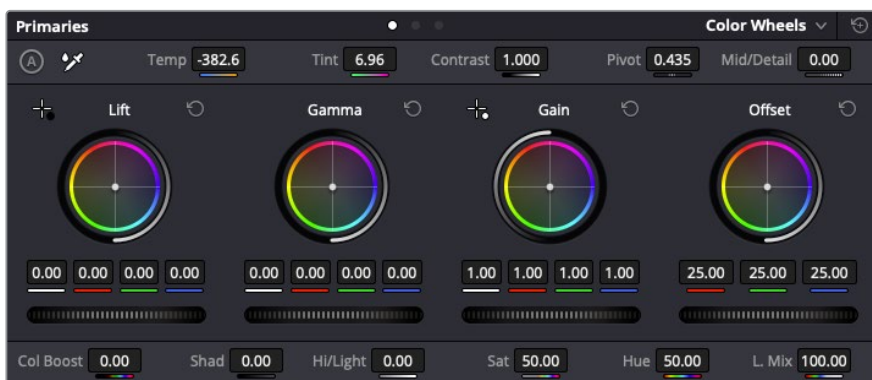 Primaries Color Wheels
A Temp -382.6 Tint 6.96 Contrast 1.000 Pivot 0.435 Mid/Detail 0.00
Lift Gamma Gain Offset
0.00 0.00 0.00 0.00 0.00 0.00 0.00 0.00 1.00 1.00 1.00 1.00 25.00 25.00 25.00
Col Boost 0.00 Shad 0.00 Hi/Light 0.00 Sat 50.00 Hue 50.00 L. Mix 100.00